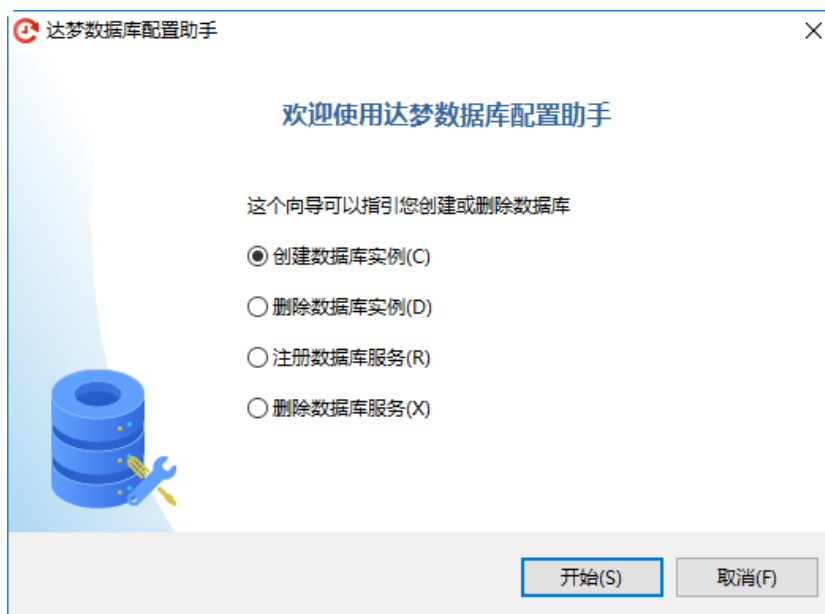 达梦数据库配置助手
欢迎使用达梦数据库配置助手
这个向导可以指引您创建或删除数据库
创建数据库实例(C)
删除数据库实例(D)
注册数据库服务(R)
删除数据库服务(X)
开始(S)
取消(F)